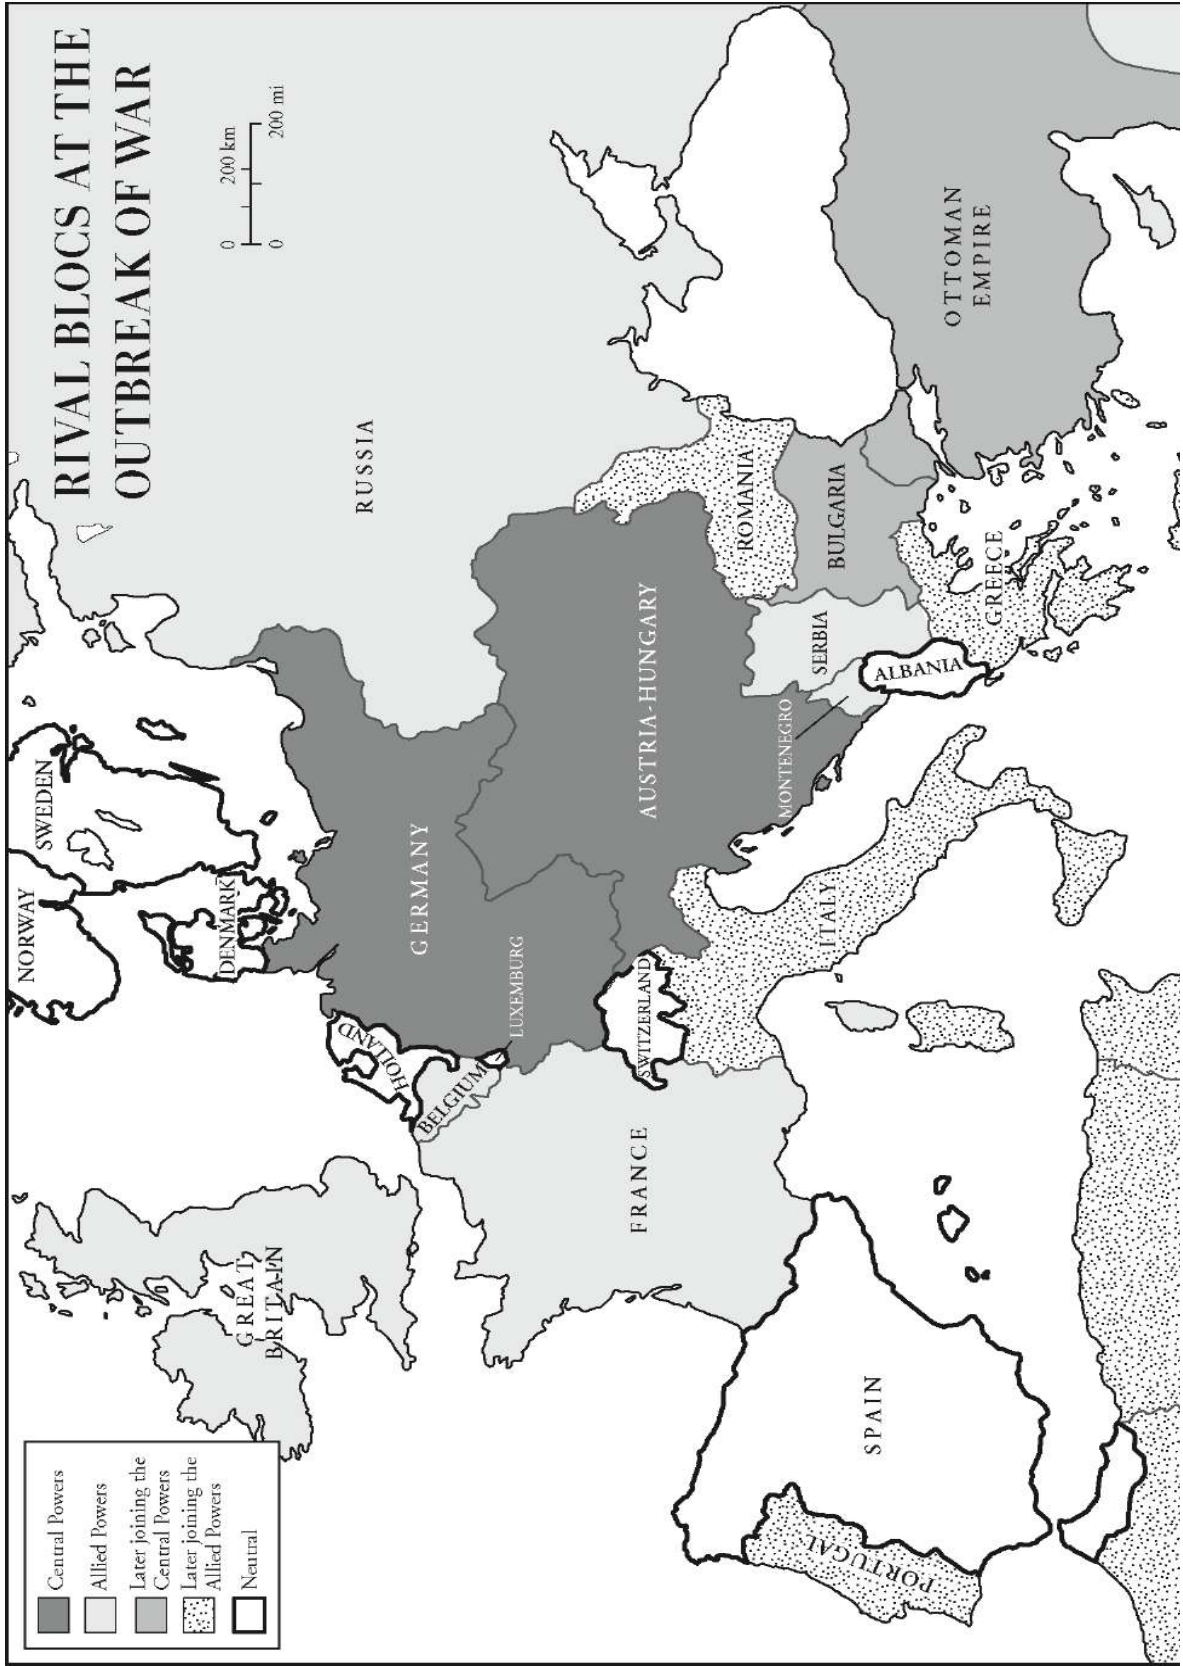 RIVAL BLOCS AT THE
OUTBREAK OF WAR
0 200 km
0 200 mi
Central Powers
Allied Powers
Later joining the
Central Powers
Later joining the
Allied Powers
Neutral
NORWAY
SWEDEN
DENMARK
RUSSIA
GREAT
BRITAIN
HOLLAND
BELGIUM
GERMANY
LUXEMBURG
FRANCE
SWITZERLAND
AUSTRIA-HUNGARY
ROMANIA
MONTENEGRO
SERBIA
BULGARIA
ITALY
ALBANIA
GREECE
OTTOMAN
EMPIRE
SPAIN
PORTUGAL